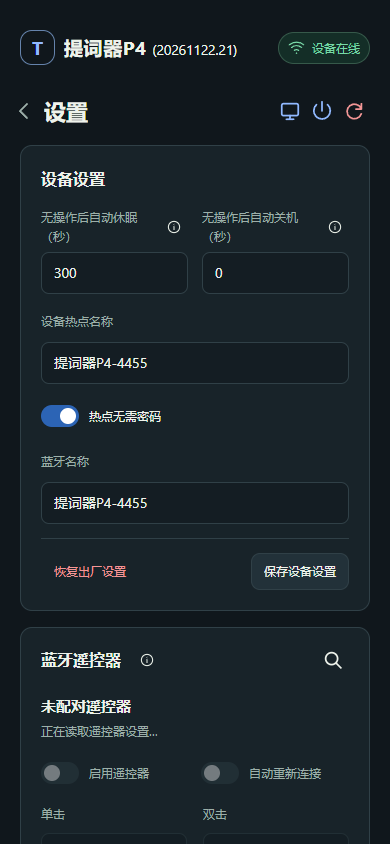 T 提词器P4 (20261122.21) 设备在线
设置
设备设置
无操作后自动休眠（秒） 无操作后自动关机（秒）
300 0
设备热点名称
提词器P4-4455
热点无需密码
蓝牙名称
提词器P4-4455
恢复出厂设置 保存设备设置
蓝牙遥控器
未配对遥控器
正在读取遥控器设置...
启用遥控器 自动重新连接
单击 双击